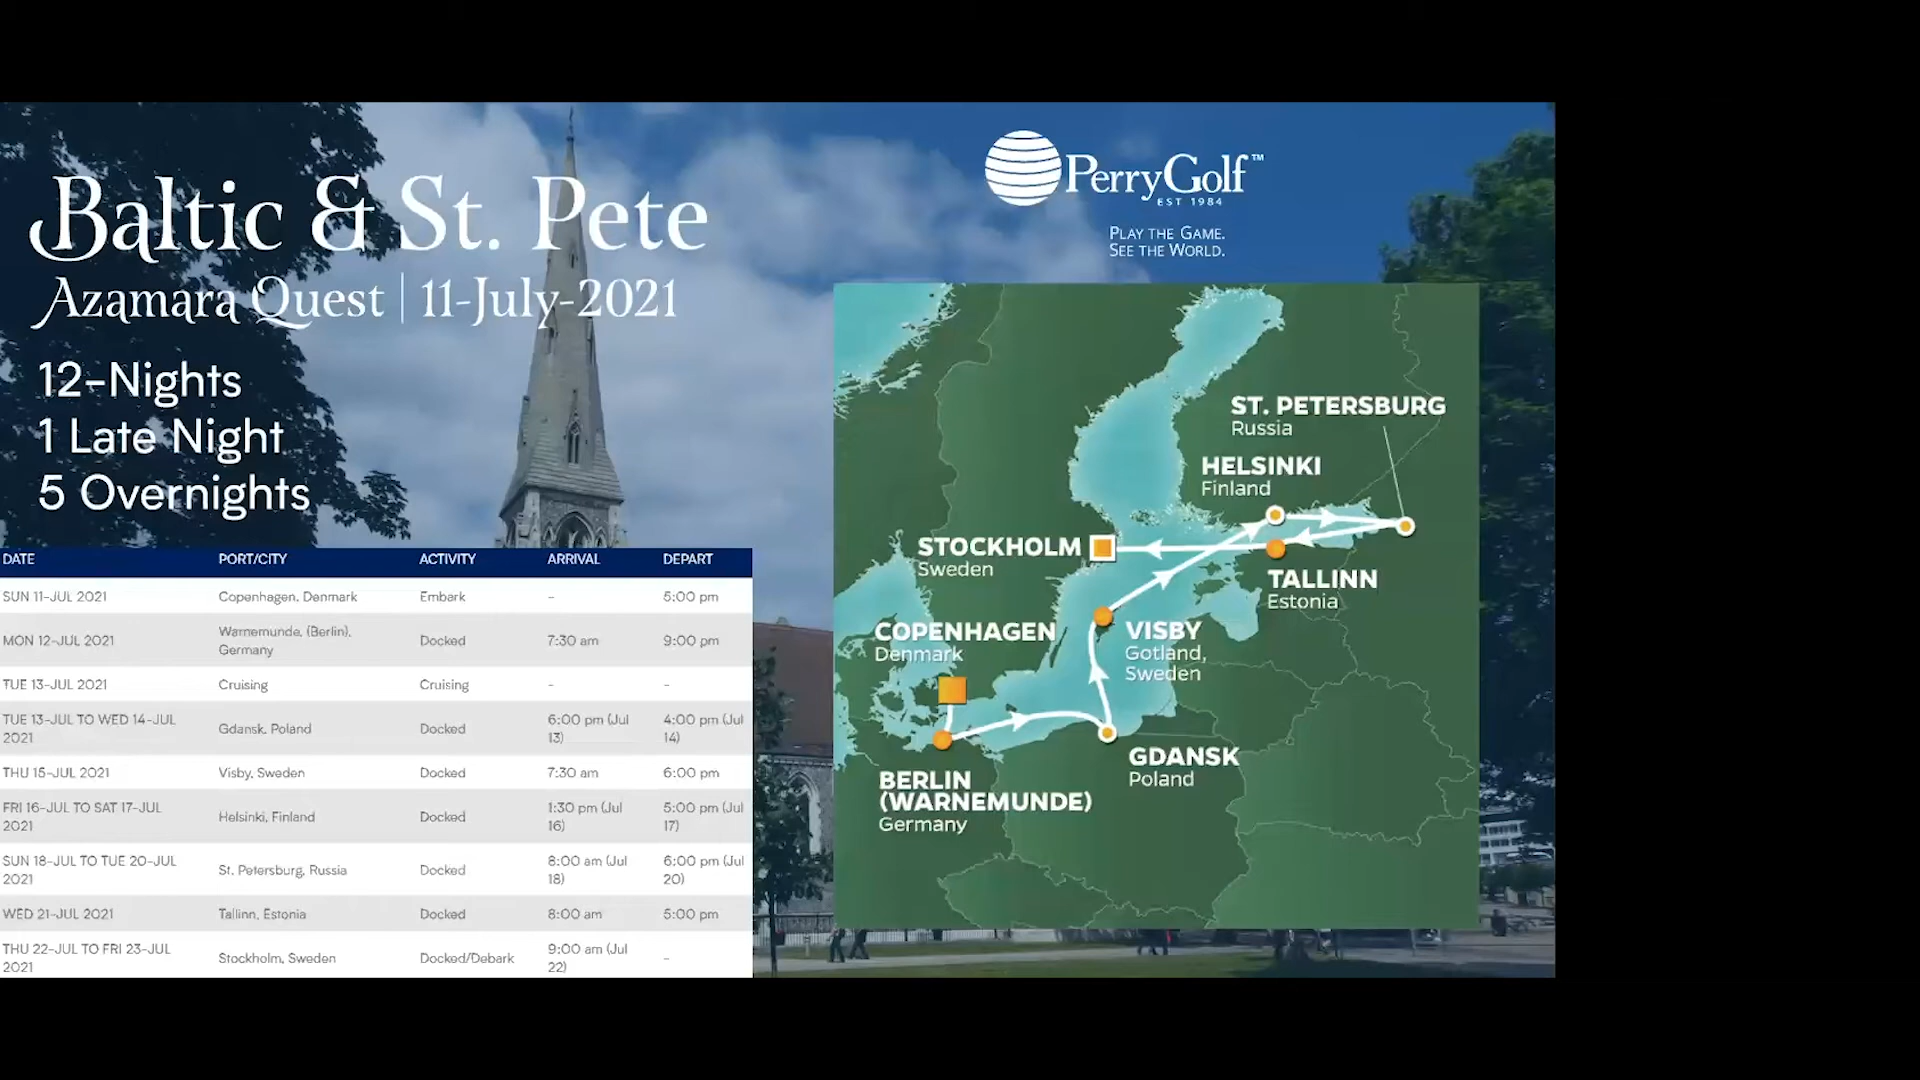 Baltic & St. Pete
Azamara Quest | 11-July-2021
12-Nights
1 Late Night
5 Overnights
PerryGolf™
EST 1984
PLAY THE GAME.
SEE THE WORLD.
DATE PORT/CITY ACTIVITY ARRIVAL DEPART
SUN 11-JUL 2021 Copenhagen, Denmark Embark - 5:00 pm
MON 12-JUL 2021 Warnemunde, (Berlin), Germany Docked 7:30 am 9:00 pm
TUE 13-JUL 2021 Cruising Cruising - -
TUE 13-JUL TO WED 14-JUL 2021 Gdansk, Poland Docked 6:00 pm (Jul 13) 4:00 pm (Jul 14)
THU 15-JUL 2021 Visby, Sweden Docked 7:30 am 6:00 pm
FRI 16-JUL TO SAT 17-JUL 2021 Helsinki, Finland Docked 1:30 pm (Jul 16) 5:00 pm (Jul 17)
SUN 18-JUL TO TUE 20-JUL 2021 St. Petersburg, Russia Docked 8:00 am (Jul 18) 6:00 pm (Jul 20)
WED 21-JUL 2021 Tallinn, Estonia Docked 8:00 am 5:00 pm
THU 22-JUL TO FRI 23-JUL 2021 Stockholm, Sweden Docked/Debark 9:00 am (Jul 22) -
ST. PETERSBURG
Russia
HELSINKI
Finland
STOCKHOLM
Sweden
TALLINN
Estonia
COPENHAGEN
Denmark
VISBY
Gotland,
Sweden
GDANSK
Poland
BERLIN
(WARNEMUNDE)
Germany